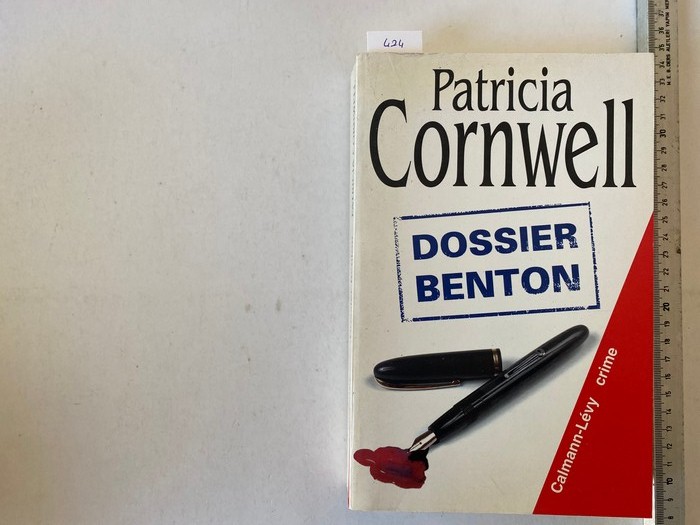 424
Patricia
Cornwell
DOSSIER
BENTON
Calmann-Lévy crime